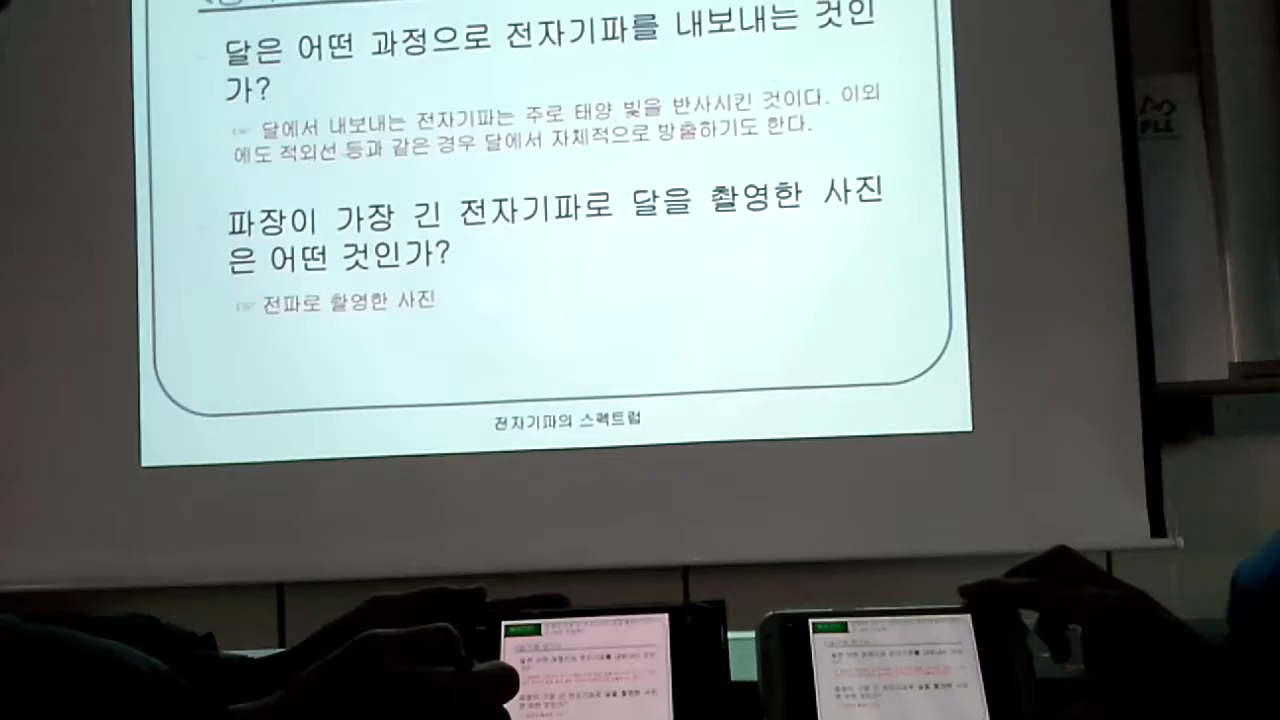 달은 어떤 과정으로 전자기파를 내보내는 것인
가?
☞ 달에서 내보내는 전자기파는 주로 태양 빛을 반사시킨 것이다. 이외
에도 적외선 등과 같은 경우 달에서 자체적으로 방출하기도 한다.
파장이 가장 긴 전자기파로 달을 촬영한 사진
은 어떤 것인가?
☞ 전파로 촬영한 사진
전자기파의 스펙트럼